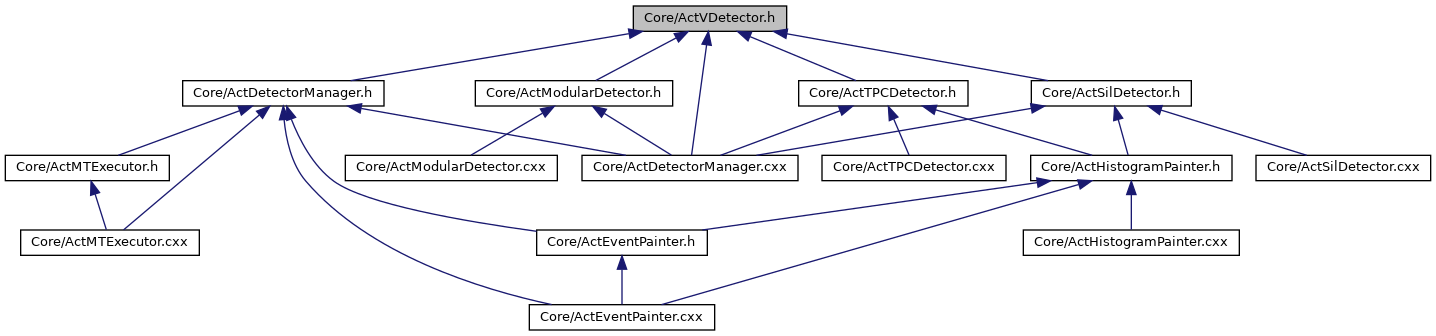 Core/ActVDetector.h
Core/ActDetectorManager.h
Core/ActModularDetector.h
Core/ActTPCDetector.h
Core/ActSilDetector.h
Core/ActMTExecutor.h
Core/ActModularDetector.cxx
Core/ActDetectorManager.cxx
Core/ActTPCDetector.cxx
Core/ActHistogramPainter.h
Core/ActSilDetector.cxx
Core/ActMTExecutor.cxx
Core/ActEventPainter.h
Core/ActHistogramPainter.cxx
Core/ActEventPainter.cxx